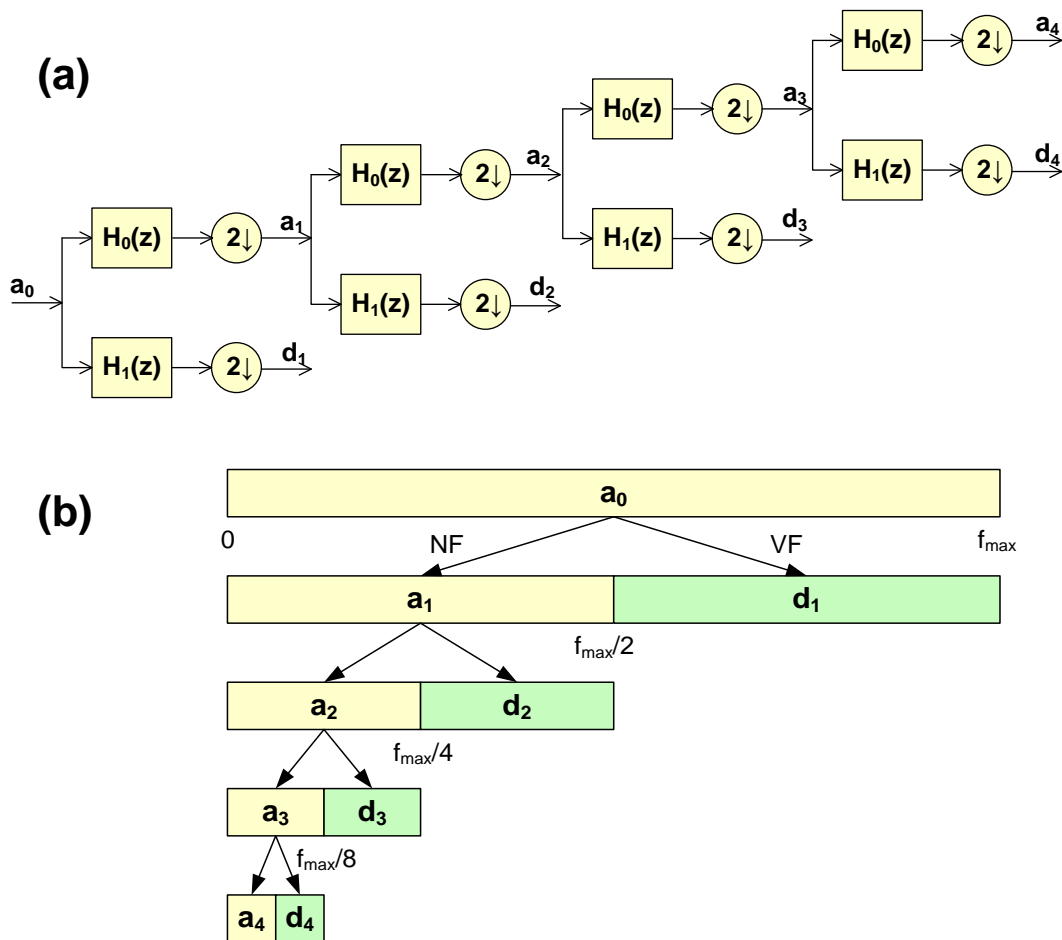 (a)
H₀(z) 2↓ a₄
H₀(z) 2↓ a₃
H₁(z) 2↓ d₄
H₀(z) 2↓ a₂
H₁(z) 2↓ d₃
H₀(z) 2↓ a₁
H₁(z) 2↓ d₂
a₀
H₁(z) 2↓ d₁
(b)
a₀
0 NF VF fmax
a₁ d₁
fmax/2
a₂ d₂
fmax/4
a₃ d₃
fmax/8
a₄ d₄